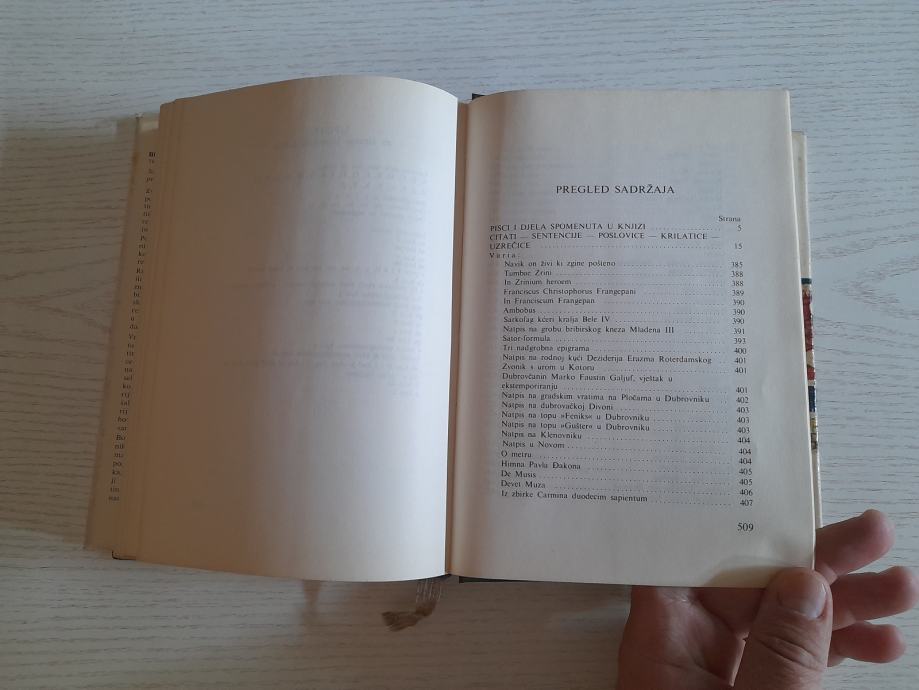 PREGLED SADRŽAJA
Strana
PISCI I DJELA SPOMENUTA U KNJIZI 5
CITATI — SENTENCIJE — POSLOVICE — KRILATICE —
UZREČICE 15
Varia:
Navik on živi ki zgine pošteno 385
Tumbuc Zrini 388
In Zrinium heroem 388
Franciscus Christophorus Frangepani 389
In Franciscum Frangepan 390
Ambobus 390
Sarkofag kćeri kralja Bele IV 390
Natpis na grobu bribirskog kneza Mladena III 391
Sator-formula 393
Tri nadgrobna epigrama 400
Natpis na rodnoj kući Deziderija Erazma Roterdamskog 401
Zvonik s urom u Kotoru 401
Dubrovčanin Marko Faustin Galjuf, vještak u
ekstemporiranju 401
Natpis na gradskim vratima na Pločama u Dubrovniku 402
Natpis na dubrovačkoj Divoni 403
Natpis na topu »Feniks« u Dubrovniku 403
Natpis na topu »Gušter« u Dubrovniku 403
Natpis na Klenovniku 404
Natpis u Novom 404
O metru 404
Himna Pavlu Đakona 405
De Musis 405
Devet Muza 406
Iz zbirke Carmina duodecim sapientum 407
509